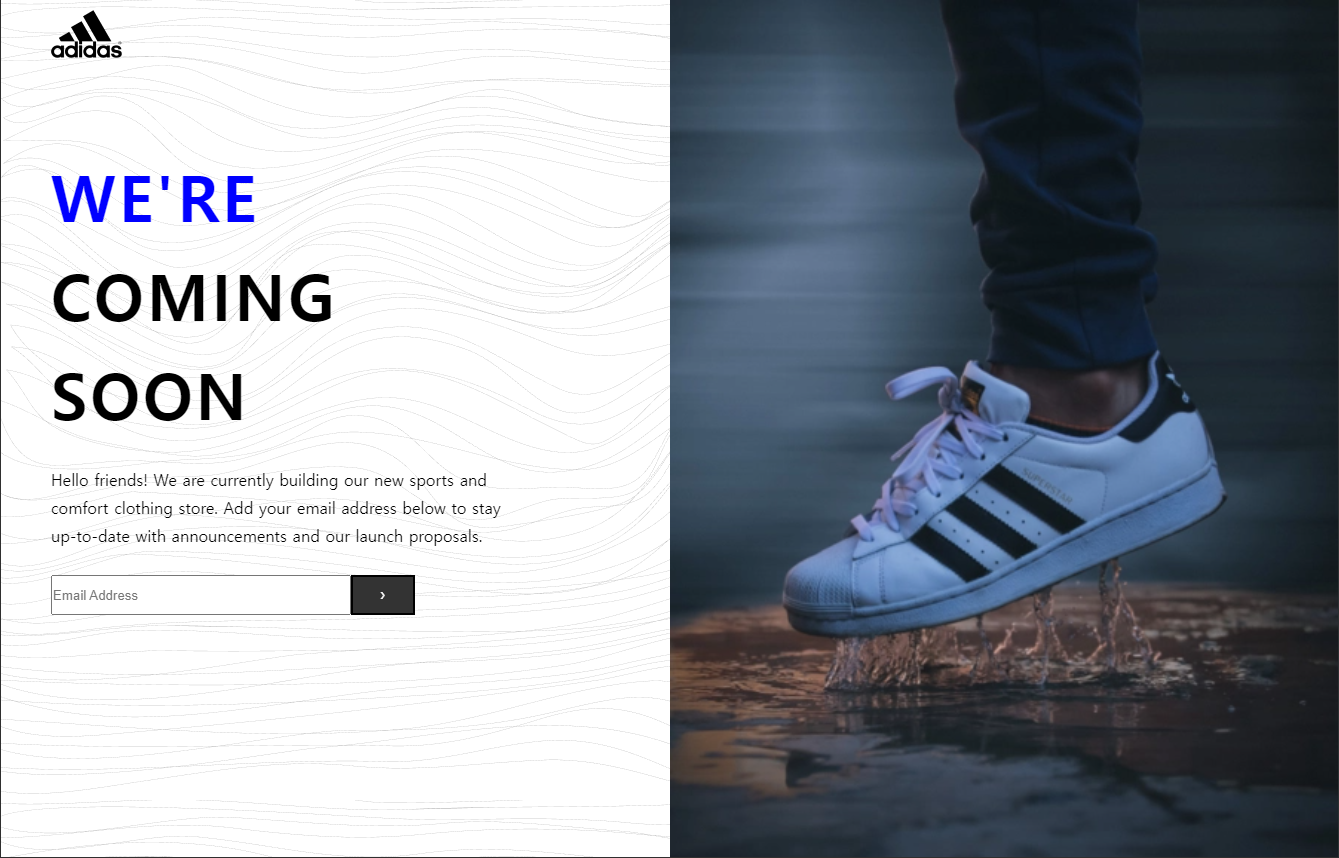 adidas
WE'RE
COMING
SOON
Hello friends! We are currently building our new sports and
comfort clothing store. Add your email address below to stay
up-to-date with announcements and our launch proposals.
Email Address
›
SUPERSTAR